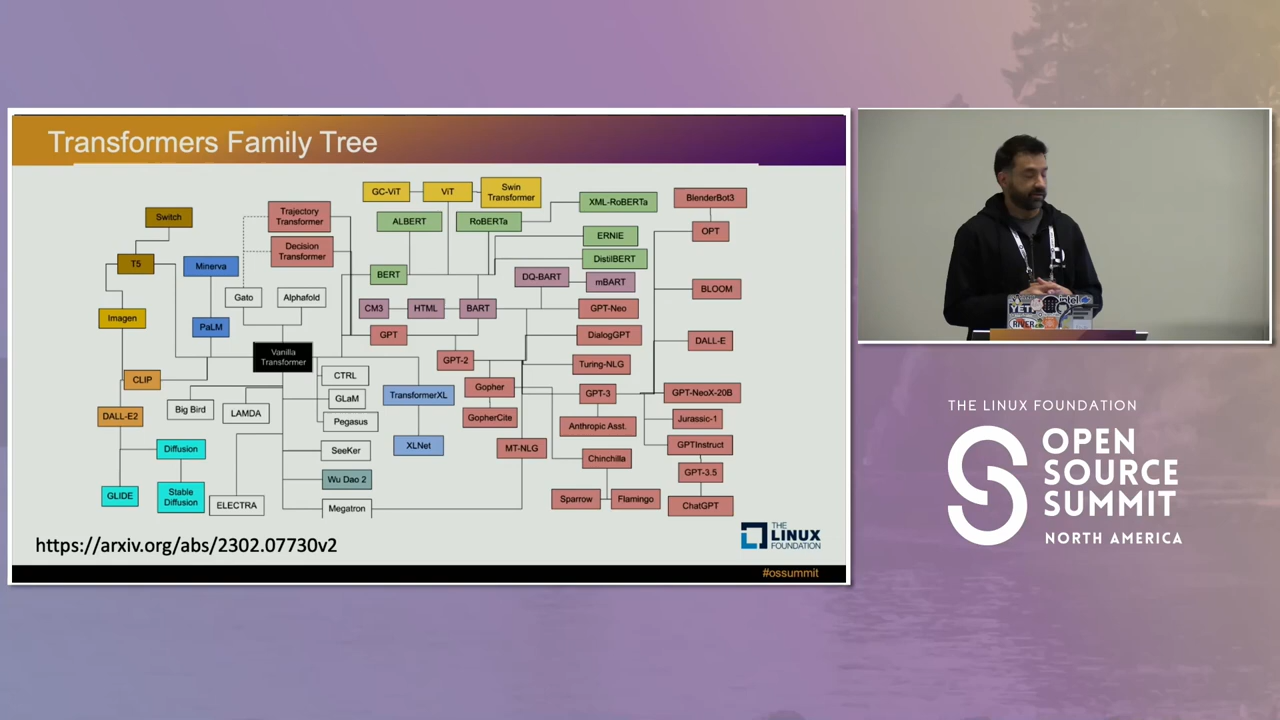 Transformers Family Tree
GC-ViT
ViT
Swin
Transformer
XML-RoBERTa
BlenderBot3
Switch
Trajectory
Transformer
ALBERT
RoBERTa
OPT
ERNIE
Decision
Transformer
DistilBERT
T5
Minerva
BERT
DQ-BART
mBART
BLOOM
Gato
Alphafold
CM3
HTML
BART
GPT-Neo
Imagen
PaLM
GPT
DialogGPT
DALL-E
Vanilla
Transformer
GPT-2
Turing-NLG
CLIP
CTRL
Gopher
TransformerXL
GPT-3
GPT-NeoX-20B
GLaM
Big Bird
LAMDA
DALL-E2
Pegasus
GopherCite
Anthropic Asst.
Jurassic-1
Diffusion
SeeKer
XLNet
MT-NLG
Chinchilla
GPTInstruct
Wu Dao 2
GPT-3.5
GLIDE
Stable
Diffusion
ELECTRA
Megatron
Sparrow
Flamingo
ChatGPT
https://arxiv.org/abs/2302.07730v2
THE
LINUX
FOUNDATION
#ossummit
YET
intel
RIVER
THE LINUX FOUNDATION
OPEN
SOURCE
SUMMIT
NORTH AMERICA